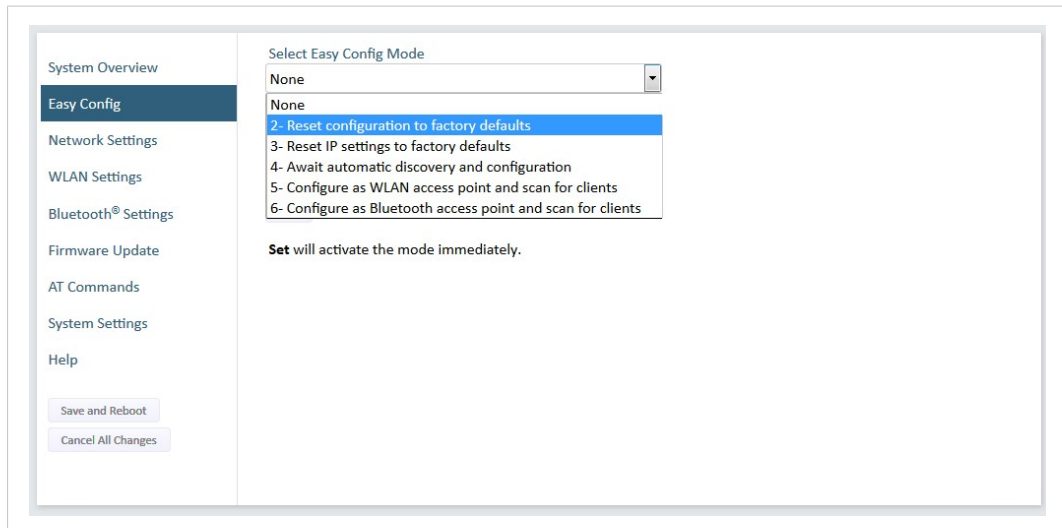 System Overview
Easy Config
Network Settings
WLAN Settings
Bluetooth® Settings
Firmware Update
AT Commands
System Settings
Help
Save and Reboot
Cancel All Changes
Select Easy Config Mode
None
None
2- Reset configuration to factory defaults
3- Reset IP settings to factory defaults
4- Await automatic discovery and configuration
5- Configure as WLAN access point and scan for clients
6- Configure as Bluetooth access point and scan for clients
Set will activate the mode immediately.